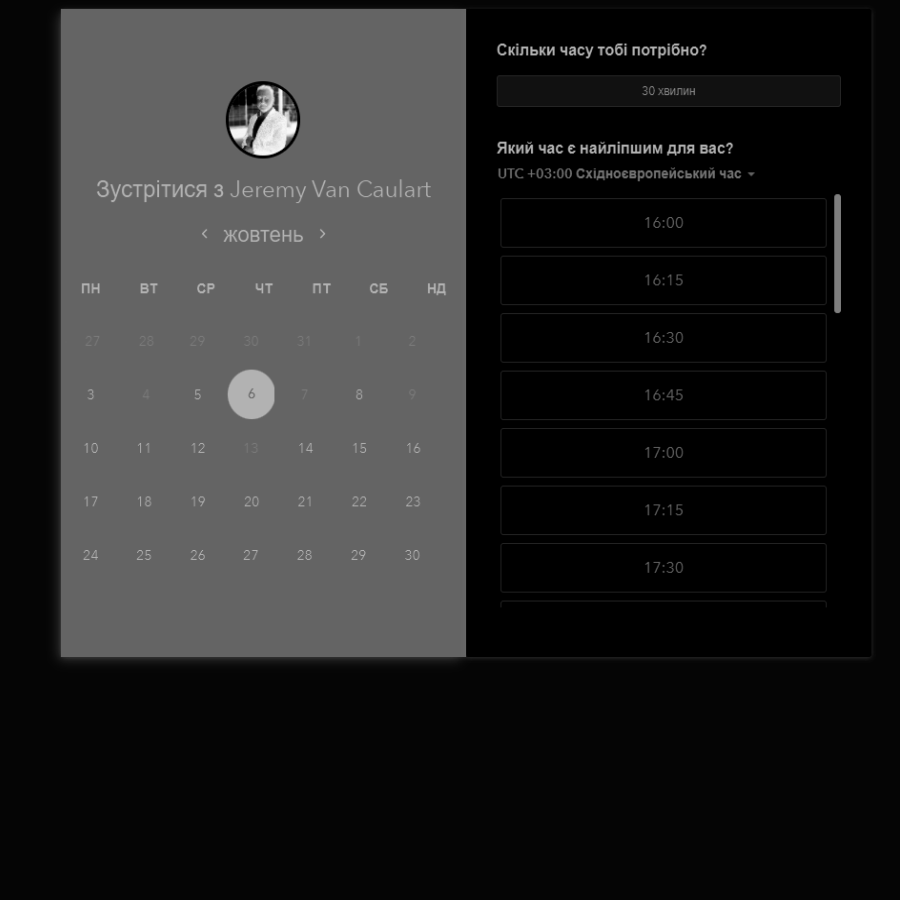 Зустрітися з Jeremy Van Caulart
жовтень
ПН ВТ СР ЧТ ПТ СБ НД
27 28 29 30 31 1 2
3 4 5 6 7 8 9
10 11 12 13 14 15 16
17 18 19 20 21 22 23
24 25 26 27 28 29 30
Скільки часу тобі потрібно?
30 хвилин
Який час є найліпшим для вас?
UTC +03:00 Східноєвропейський час
16:00
16:15
16:30
16:45
17:00
17:15
17:30